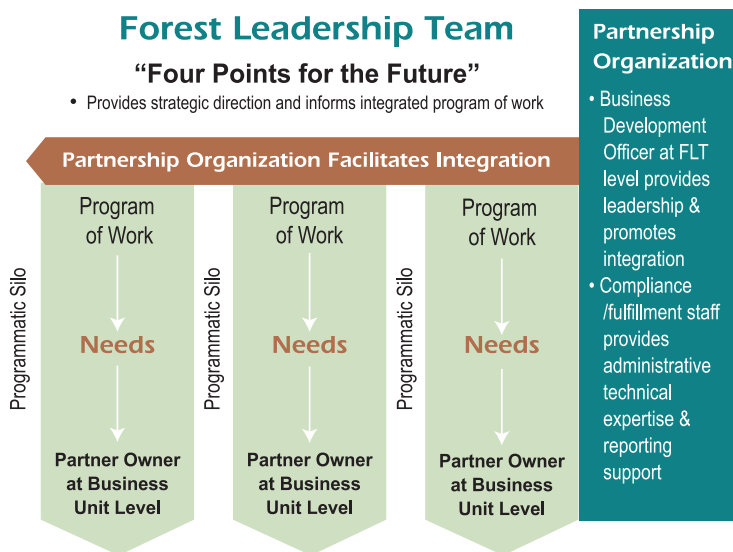 Forest Leadership Team
“Four Points for the Future”
• Provides strategic direction and informs integrated program of work
Partnership Organization Facilitates Integration
Programmatic Silo
Program
of Work
Needs
Partner Owner
at Business
Unit Level
Programmatic Silo
Program
of Work
Needs
Partner Owner
at Business
Unit Level
Programmatic Silo
Program
of Work
Needs
Partner Owner
at Business
Unit Level
Partnership
Organization
• Business
Development
Officer at FLT
level provides
leadership &
promotes
integration
• Compliance
/fulfillment staff
provides
administrative
technical
expertise &
reporting
support